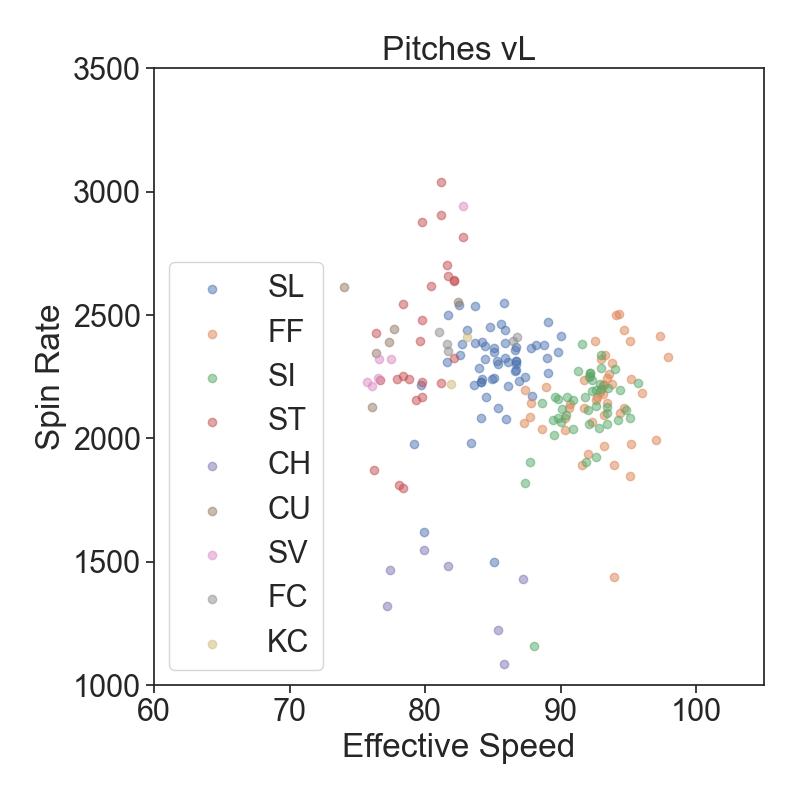 Pitches vL
3500
3000
2500
2000
1500
1000
Spin Rate
SL
FF
SI
ST
CH
CU
SV
FC
KC
60 70 80 90 100
Effective Speed